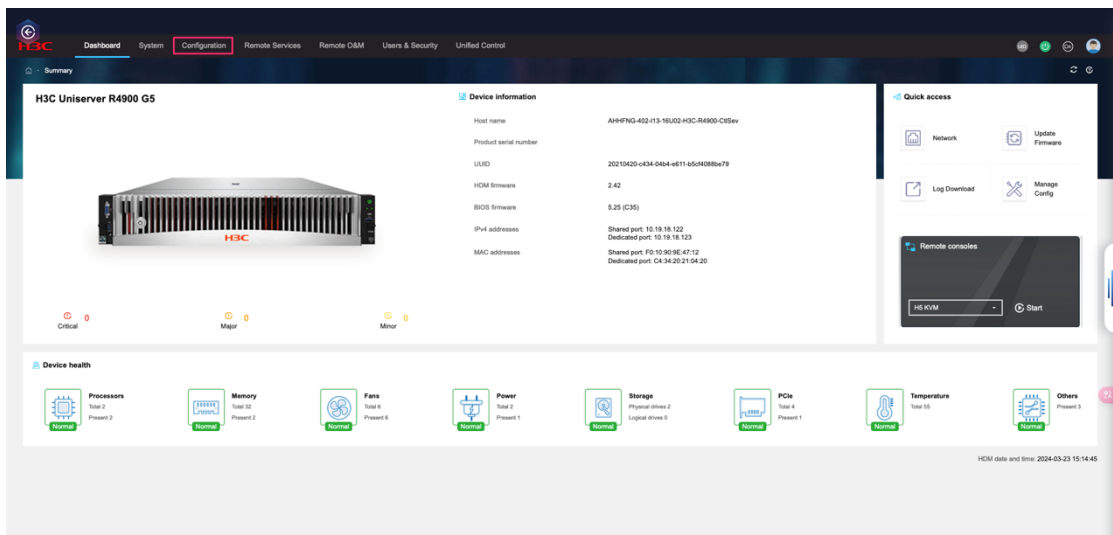 H3C
Dashboard System Configuration Remote Services Remote O&M Users & Security Unified Control
UID
Summary
H3C Uniserver R4900 G5
H3C
Critical 0
Major 0
Minor 0
Device information
Host name AHHFNG-402-I13-16U02-H3C-R4900-CtlSev
Product serial number
UUID 20210420-c434-04b4-e611-b5cf4088be79
HDM firmware 2.42
BIOS firmware 5.25 (C35)
IPv4 addresses Shared port: 10.19.16.122
Dedicated port: 10.19.18.123
MAC addresses Shared port: F0:10:90:9E:47:12
Dedicated port: C4:34:20:21:04:20
Quick access
Network
Update
Firmware
Log Download
Manage
Config
Remote consoles
H5 KVM
Start
Device health
Processors
Total 2
Present 2
Normal
Memory
Total 32
Present 2
Normal
Fans
Total 6
Present 6
Normal
Power
Total 2
Present 1
Normal
Storage
Physical drives 2
Logical drives 0
Normal
PCIe
Total 4
Present 1
Normal
Temperature
Total 55
Normal
Others
Present 3
Normal
HDM date and time: 2024-03-23 15:14:45